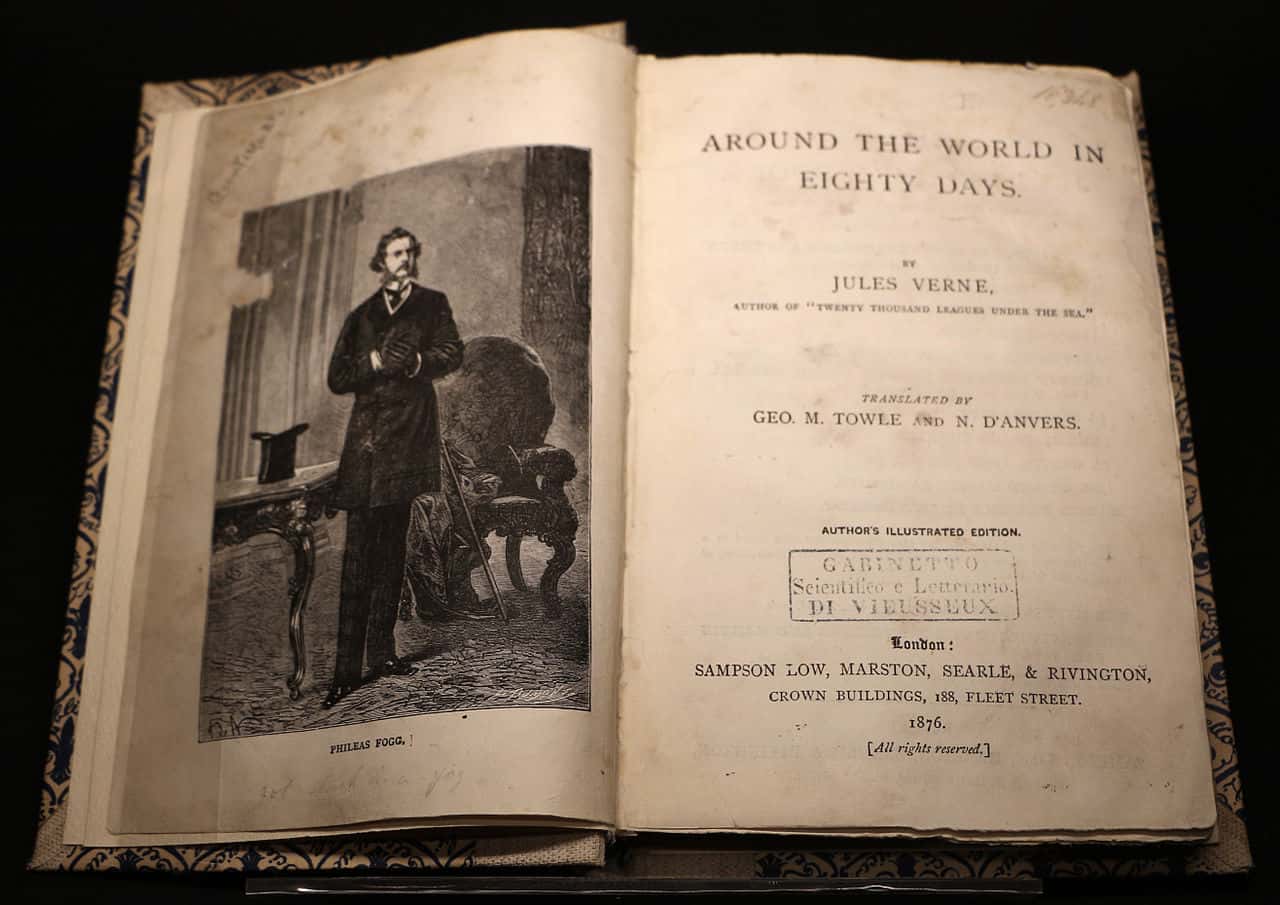 PHILEAS FOGG.
AROUND THE WORLD IN
EIGHTY DAYS.
BY
JULES VERNE,
AUTHOR OF "TWENTY THOUSAND LEAGUES UNDER THE SEA."
TRANSLATED BY
GEO. M. TOWLE AND N. D'ANVERS.
AUTHOR'S ILLUSTRATED EDITION.
GABINETTO
Scientifico e Letterario.
DI VIEUSSEUX
London:
SAMPSON LOW, MARSTON, SEARLE, & RIVINGTON,
CROWN BUILDINGS, 188, FLEET STREET.
1876.
[All rights reserved.]